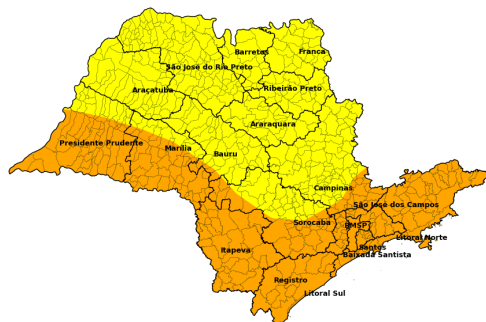 Barretos
Franca
São José do Rio Preto
Ribeirão Preto
Araçatuba
Araraquara
Presidente Prudente
Marília
Bauru
Campinas
São José dos Campos
Sorocaba
RMSP
Litoral Norte
Itapeva
Santos
Baixada Santista
Registro
Litoral Sul